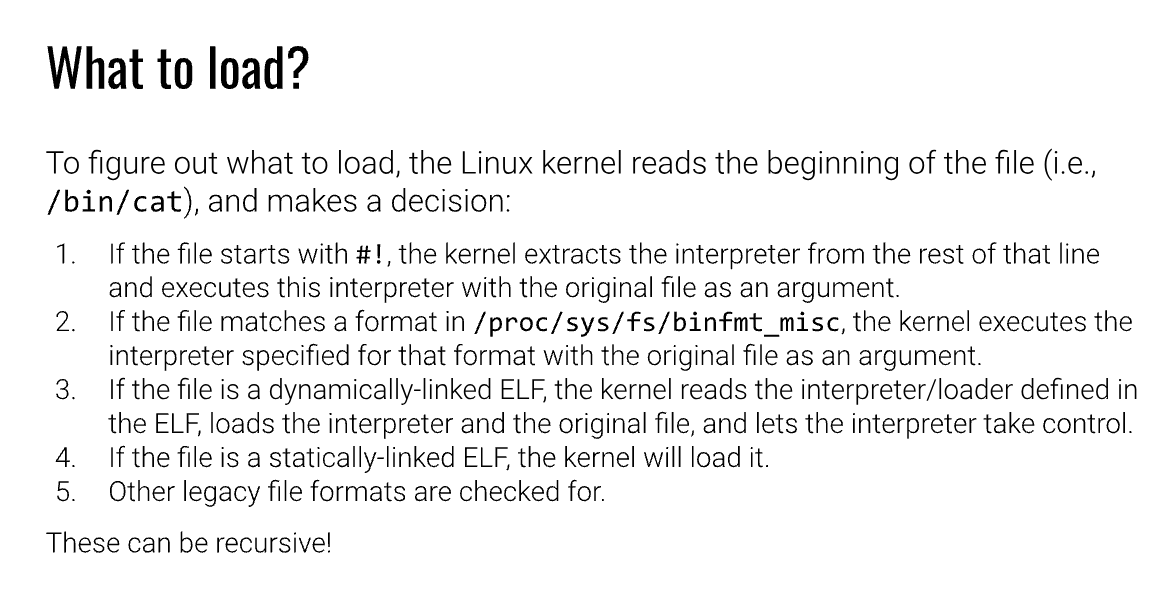 What to load?
To figure out what to load, the Linux kernel reads the beginning of the file (i.e.,
/bin/cat), and makes a decision:
1. If the file starts with #!, the kernel extracts the interpreter from the rest of that line
and executes this interpreter with the original file as an argument.
2. If the file matches a format in /proc/sys/fs/binfmt_misc, the kernel executes the
interpreter specified for that format with the original file as an argument.
3. If the file is a dynamically-linked ELF, the kernel reads the interpreter/loader defined in
the ELF, loads the interpreter and the original file, and lets the interpreter take control.
4. If the file is a statically-linked ELF, the kernel will load it.
5. Other legacy file formats are checked for.
These can be recursive!